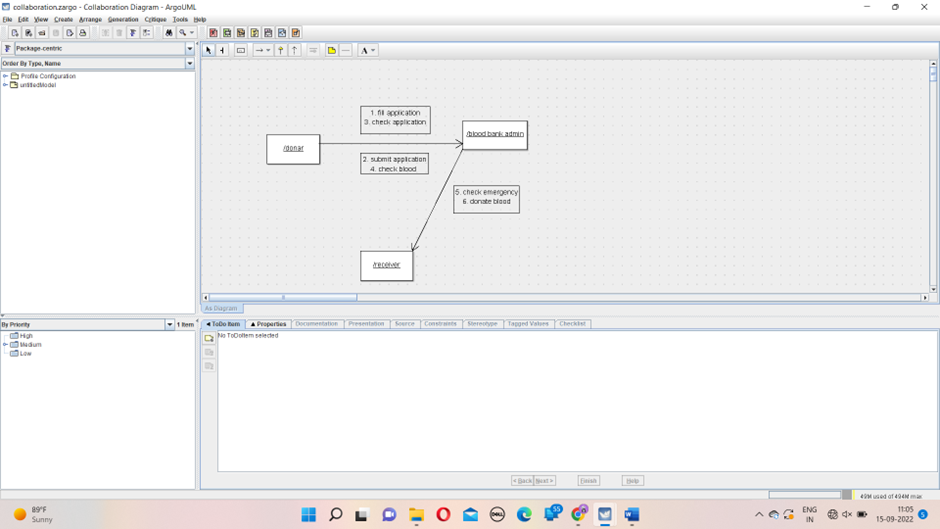 collaboration.zargo - Collaboration Diagram - ArgoUML
File Edit View Create Arrange Generation Critique Tools Help
Package-centric
Order By Type, Name
Profile Configuration
untitledModel
1. fill application
3. check application
/donar
/blood bank admin
2. submit application
4. check blood
5. check emergency
6. donate blood
/receiver
As Diagram
By Priority
1 Item
High
Medium
Low
ToDo Item Properties Documentation Presentation Source Constraints Stereotype Tagged Values Checklist
No ToDoItem selected
< Back Next > Finish Help
49M used of 494M max
89°F
Sunny
DELL
55
ENG
IN
11:05
15-09-2022
5